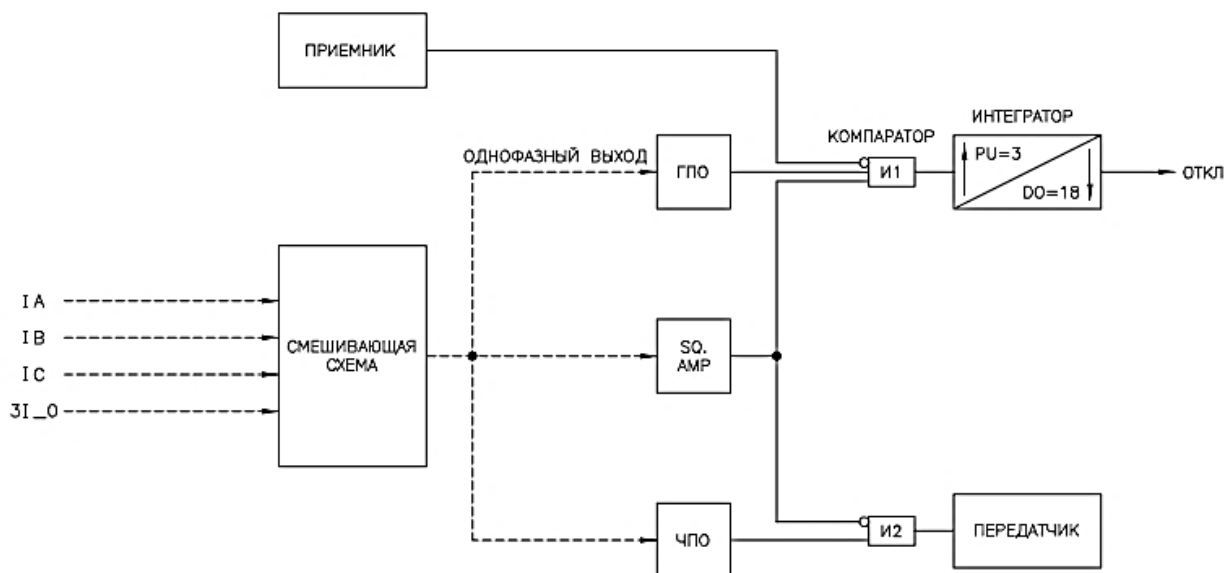 ПРИЕМНИК
ИНТЕГРАТОР
КОМПАРАТОР
ОДНОФАЗНЫЙ ВЫХОД
ГПО
И1
PU=3
DO=18
ОТКЛ
IA
IB
IC
3I_0
СМЕШИВАЮЩАЯ
СХЕМА
SQ.
AMP
ЧПО
И2
ПЕРЕДАТЧИК